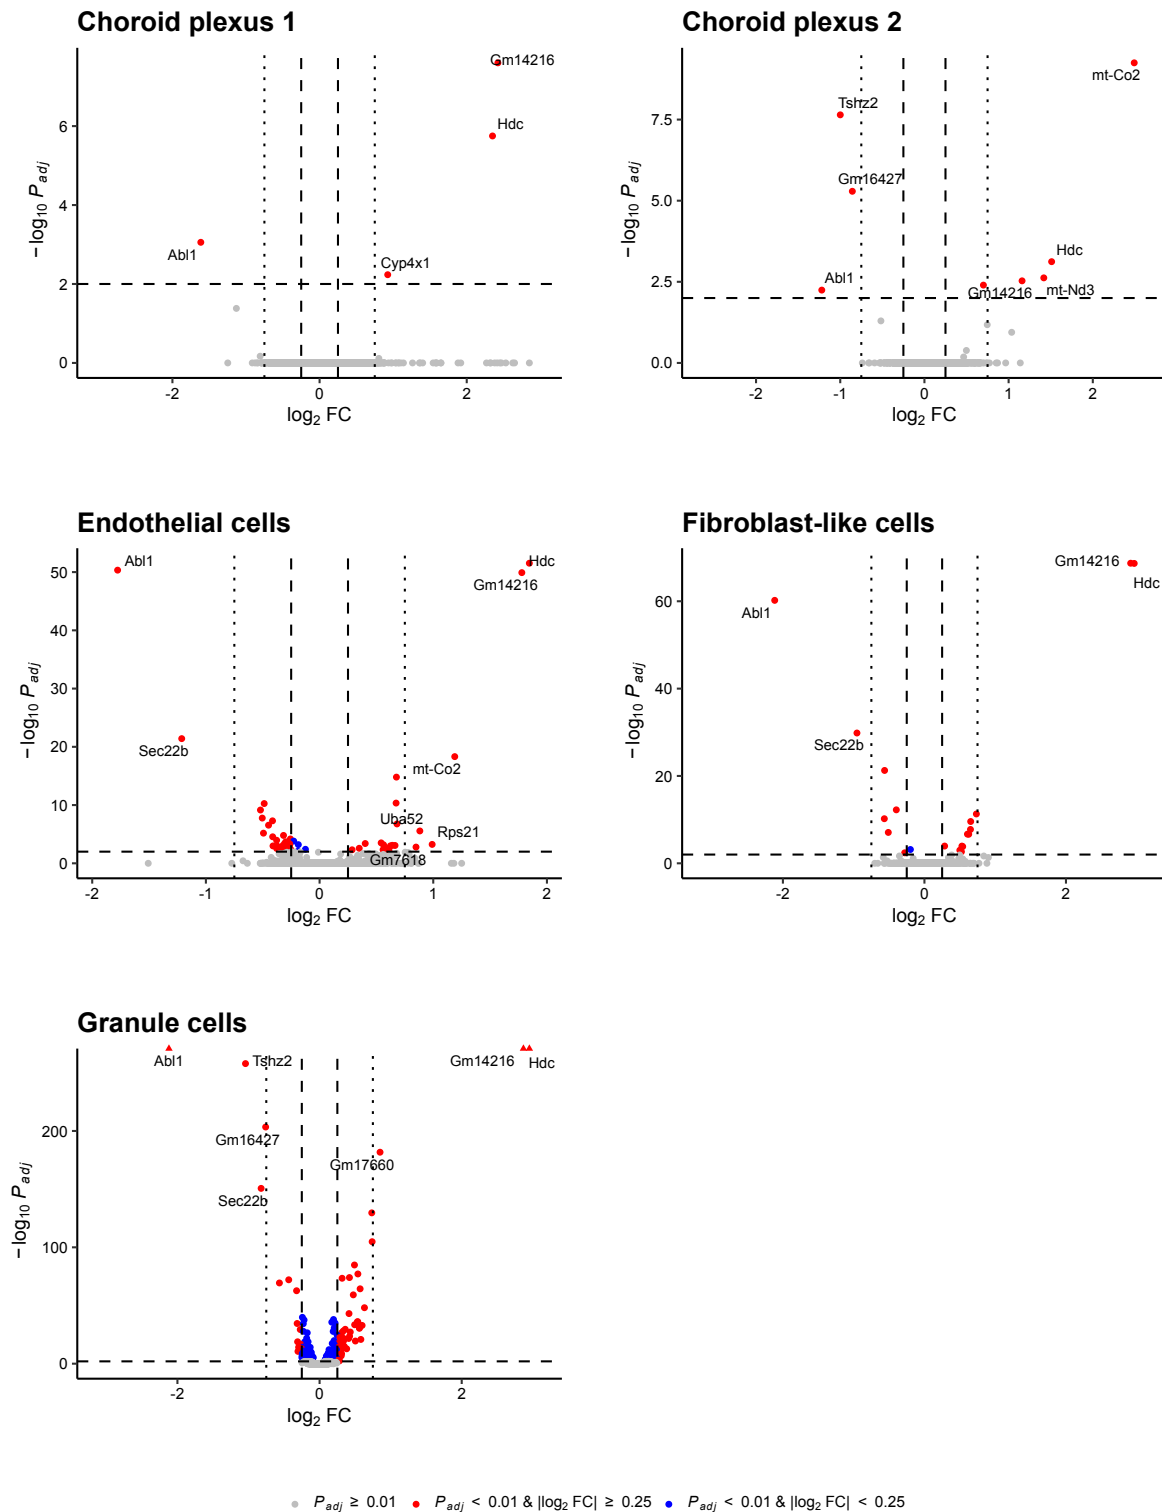 Choroid plexus 1
Gm14216
Hdc
Abl1
Cyp4x1
6
4
2
0
-2
0
2
−log10 Padj
log2 FC
Choroid plexus 2
mt-Co2
Tshz2
Gm16427
Hdc
Abl1
Gm14216
mt-Nd3
7.5
5.0
2.5
0.0
-2
-1
0
1
2
−log10 Padj
log2 FC
Endothelial cells
Abl1
Hdc
Gm14216
Sec22b
mt-Co2
Uba52
Rps21
Gm7618
50
40
30
20
10
0
-2
-1
0
1
2
−log10 Padj
log2 FC
Fibroblast-like cells
Gm14216
Hdc
Abl1
Sec22b
60
40
20
0
-2
0
2
−log10 Padj
log2 FC
Granule cells
Abl1
Tshz2
Gm14216
Hdc
Gm16427
Gm17660
Sec22b
200
100
0
-2
0
2
−log10 Padj
log2 FC
Padj ≥ 0.01 Padj < 0.01 & |log2 FC| ≥ 0.25 Padj < 0.01 & |log2 FC| < 0.25